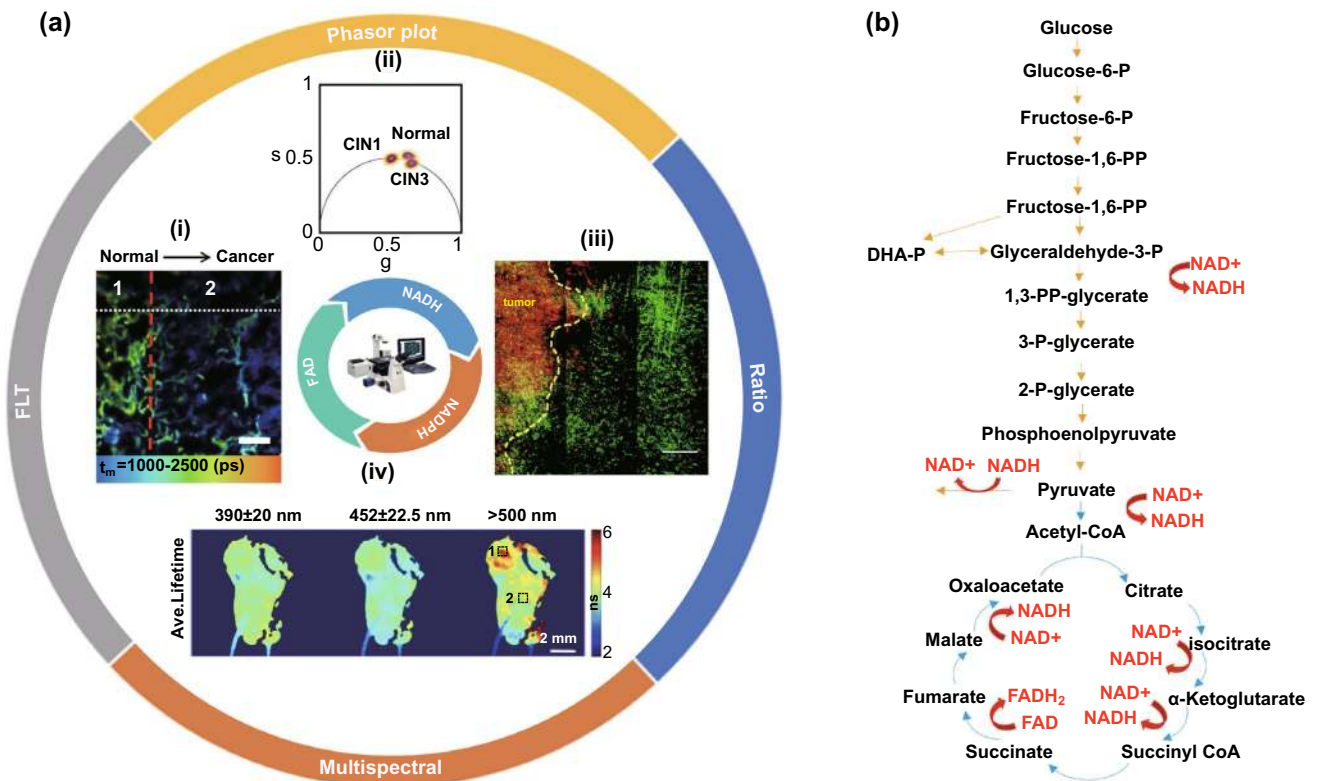 (a)
Phasor plot
(ii)
1
CIN1
Normal
s
0.5
CIN3
0
0
0.5
1
g
(i)
Normal
Cancer
1
2
tm=1000-2500 (ps)
FLT
(iii)
tumor
Ratio
NADH
NADPH
FAD
(iv)
390±20 nm
452±22.5 nm
>500 nm
Ave.Lifetime
1
2
2 mm
6
4
2
ns
Multispectral
(b)
Glucose
Glucose-6-P
Fructose-6-P
Fructose-1,6-PP
Fructose-1,6-PP
DHA-P
Glyceraldehyde-3-P
NAD+
NADH
1,3-PP-glycerate
3-P-glycerate
2-P-glycerate
Phosphoenolpyruvate
NAD+
NADH
Pyruvate
NAD+
NADH
Acetyl-CoA
Oxaloacetate
Citrate
NADH
NAD+
Malate
NAD+
NADH
isocitrate
Fumarate
FADH₂
FAD
NAD+
NADH
α-Ketoglutarate
Succinate
Succinyl CoA